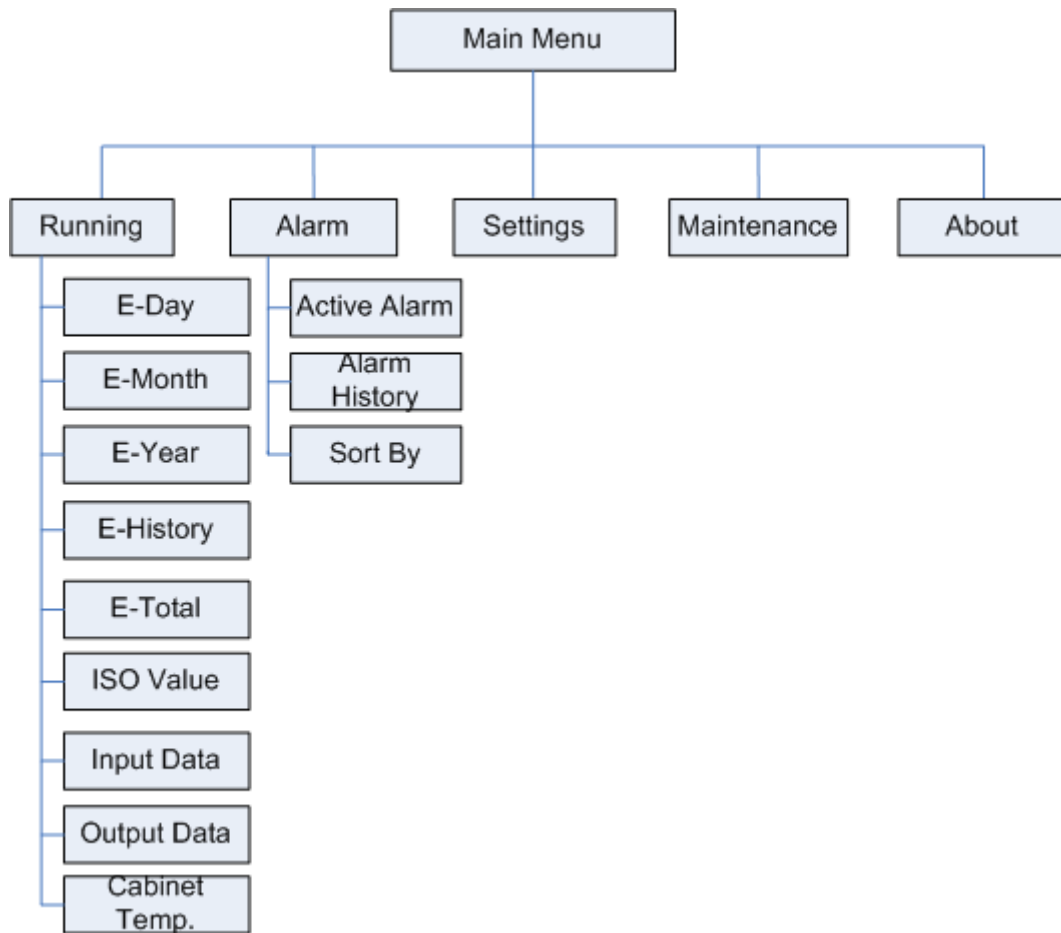 Main Menu
Running
Alarm
Settings
Maintenance
About
E-Day
E-Month
E-Year
E-History
E-Total
ISO Value
Input Data
Output Data
Cabinet
Temp.
Active Alarm
Alarm
History
Sort By